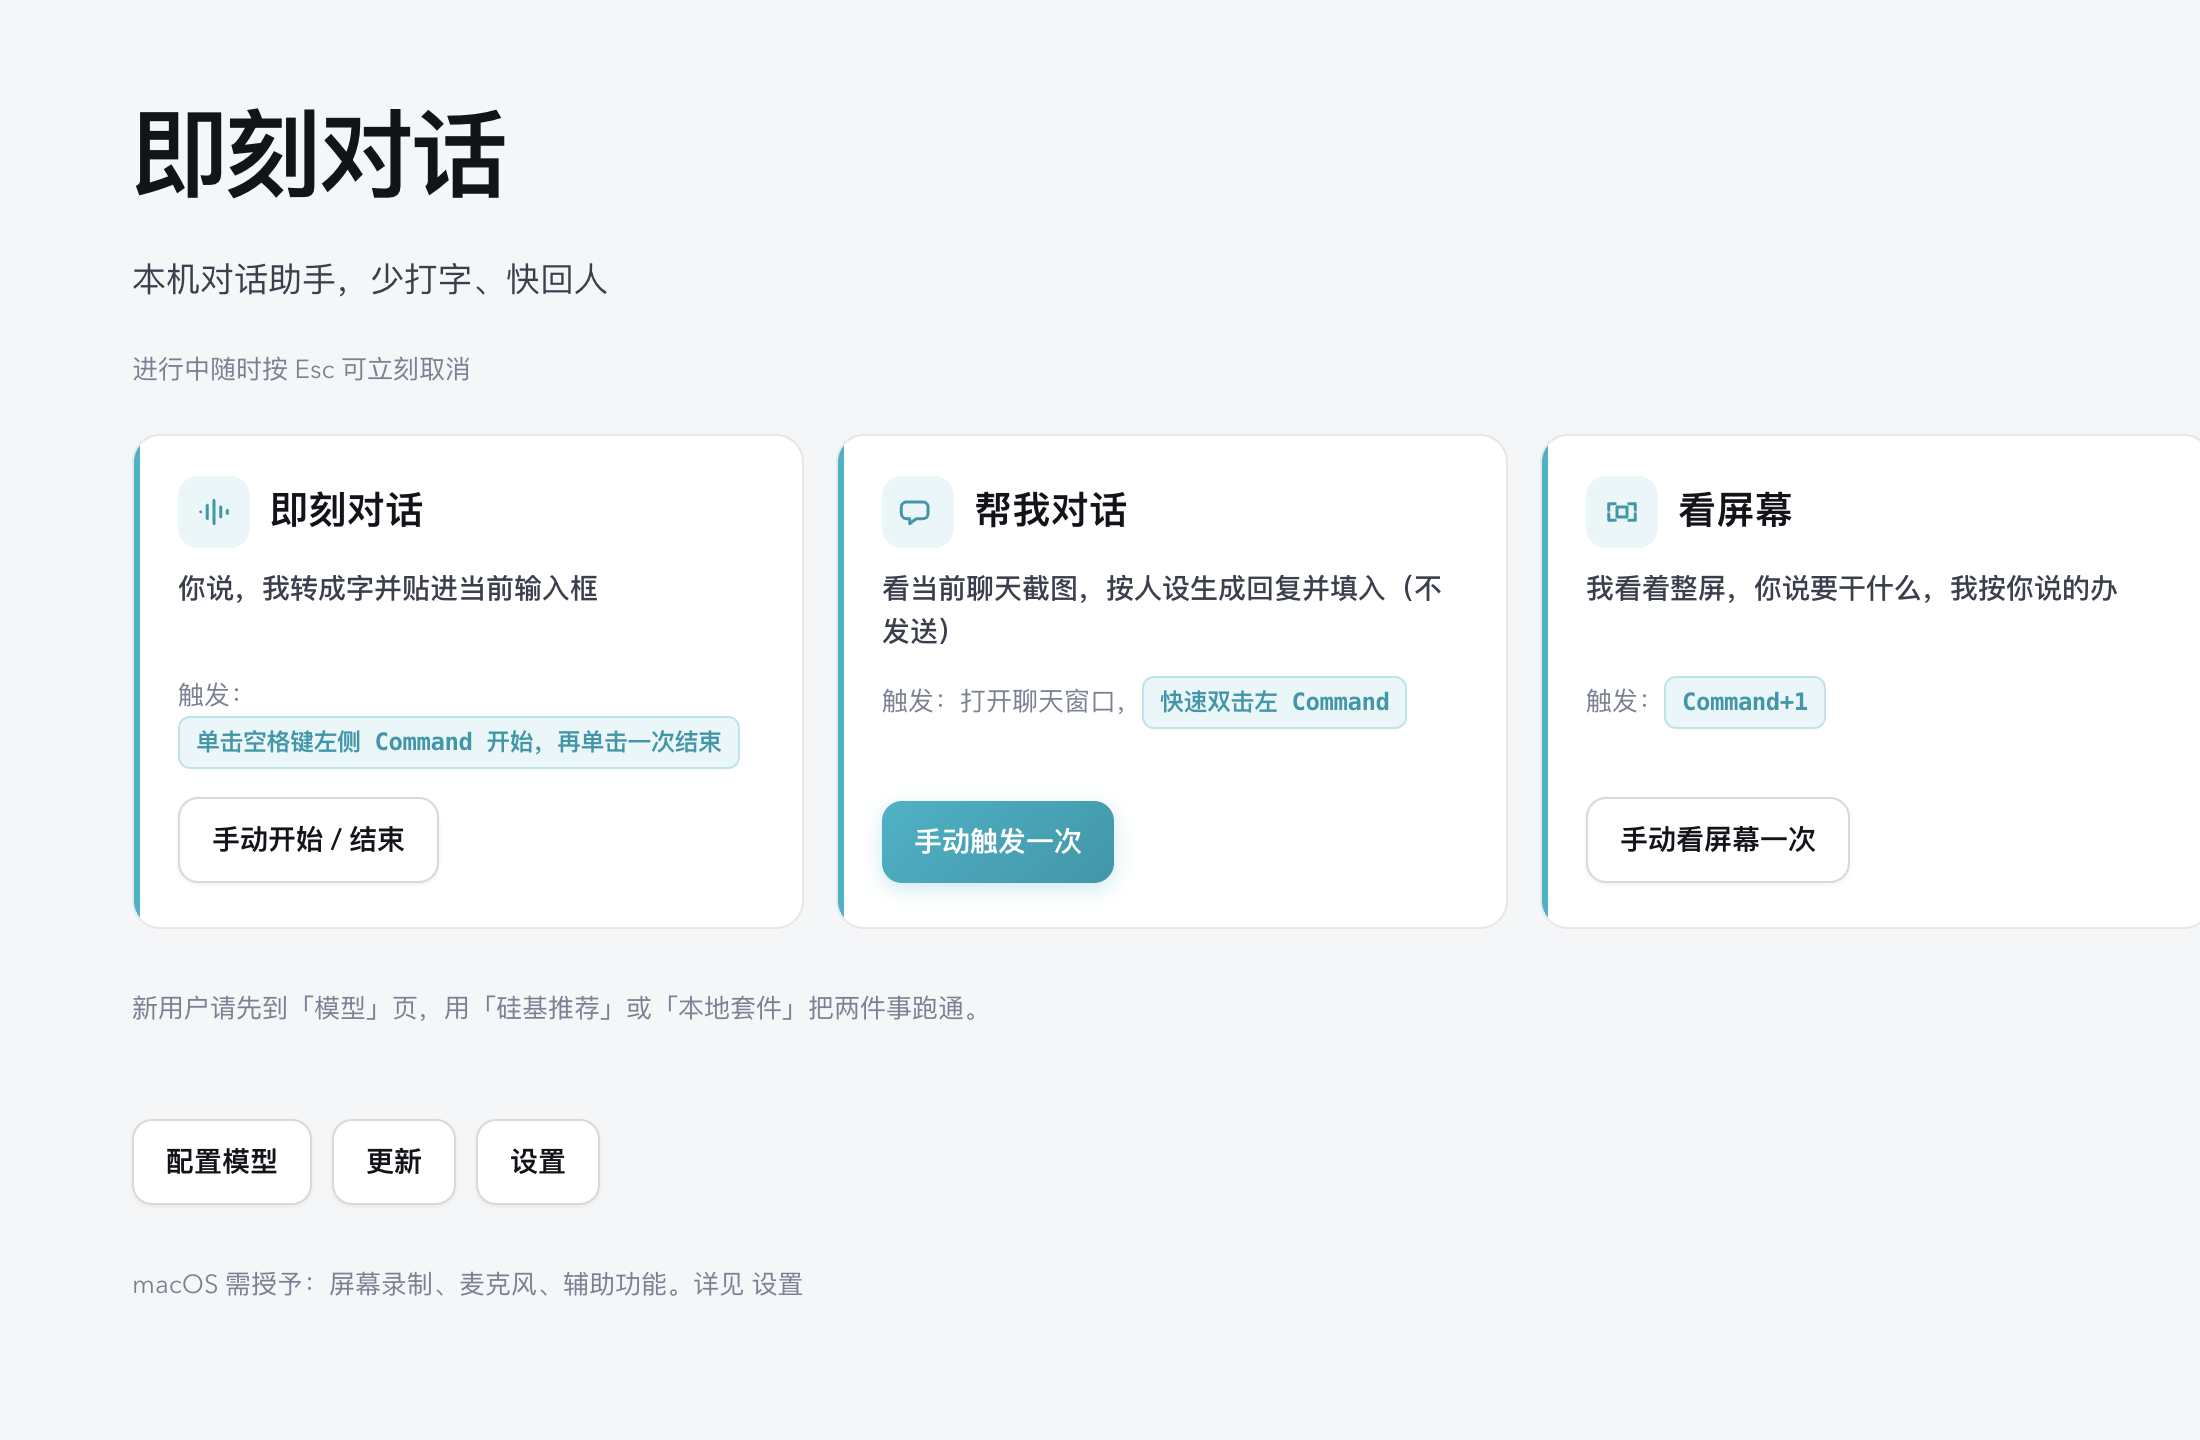 即刻对话
本机对话助手，少打字、快回人
进行中随时按 Esc 可立刻取消
即刻对话
你说，我转成字并贴进当前输入框
触发：
单击空格键左侧 Command 开始，再单击一次结束
手动开始 / 结束
帮我对话
看当前聊天截图，按人设生成回复并填入（不
发送）
触发：打开聊天窗口，快速双击左 Command
手动触发一次
看屏幕
我看着整屏，你说要干什么，我按你说的办
触发：Command+1
手动看屏幕一次
新用户请先到「模型」页，用「硅基推荐」或「本地套件」把两件事跑通。
配置模型
更新
设置
macOS 需授予：屏幕录制、麦克风、辅助功能。详见 设置